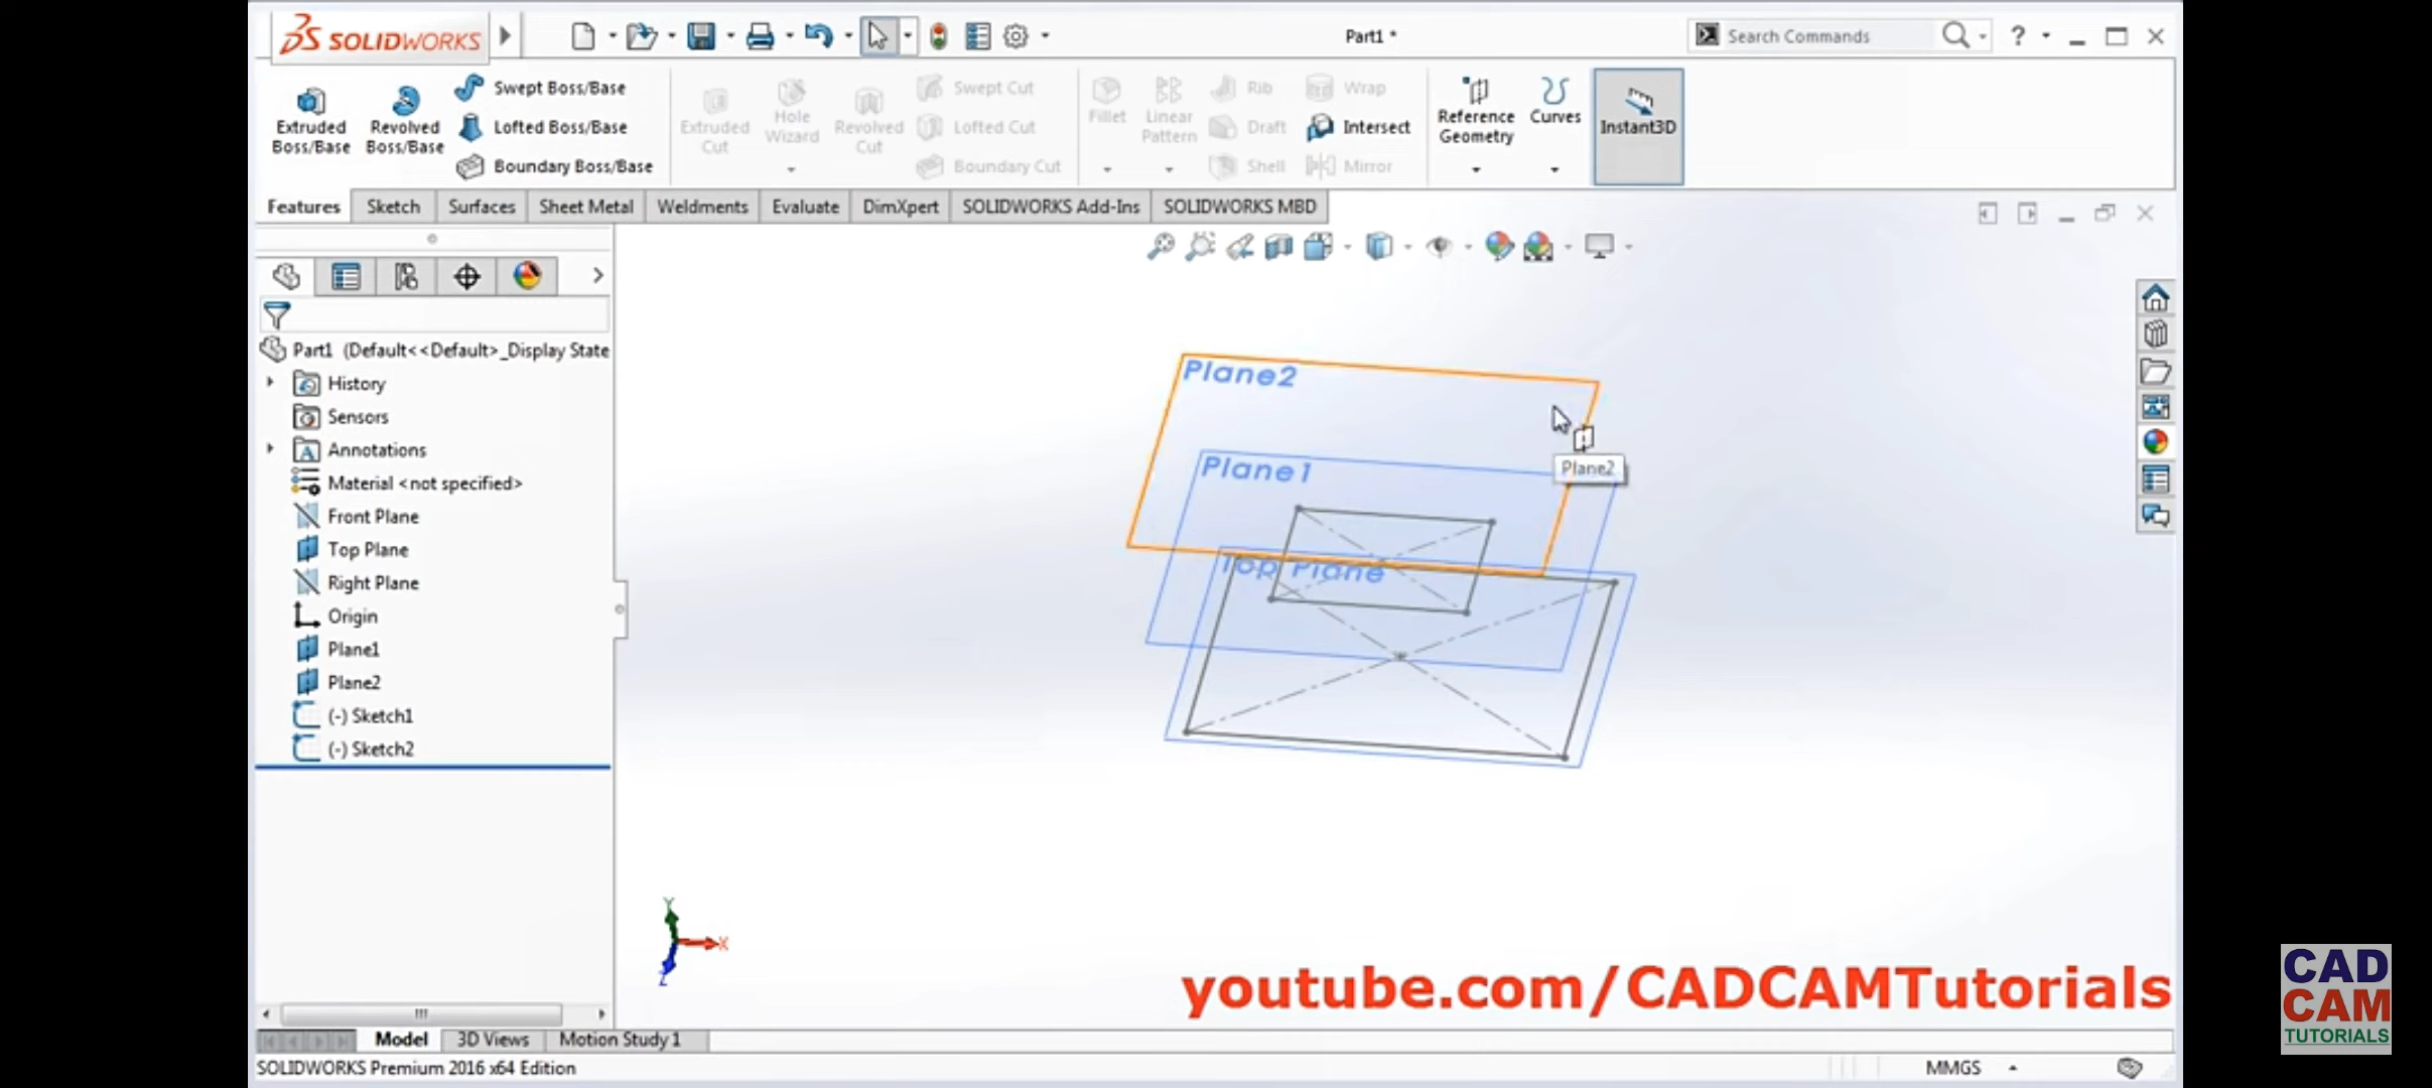 SOLIDWORKS
Part1 *
Search Commands
?
Extruded Boss/Base
Revolved Boss/Base
Swept Boss/Base
Lofted Boss/Base
Boundary Boss/Base
Extruded Cut
Hole Wizard
Revolved Cut
Swept Cut
Lofted Cut
Boundary Cut
Fillet
Linear Pattern
Rib
Draft
Shell
Wrap
Intersect
Mirror
Reference Geometry
Curves
Instant3D
Features
Sketch
Surfaces
Sheet Metal
Weldments
Evaluate
DimXpert
SOLIDWORKS Add-Ins
SOLIDWORKS MBD
Part1 (Default<<Default>_Display State
History
Sensors
Annotations
Material <not specified>
Front Plane
Top Plane
Right Plane
Origin
Plane1
Plane2
(-) Sketch1
(-) Sketch2
Plane2
Plane1
Plane2
Top Plane
Y
X
Z
youtube.com/CADCAMTutorials
CAD
CAM
TUTORIALS
Model
3D Views
Motion Study 1
SOLIDWORKS Premium 2016 x64 Edition
MMGS